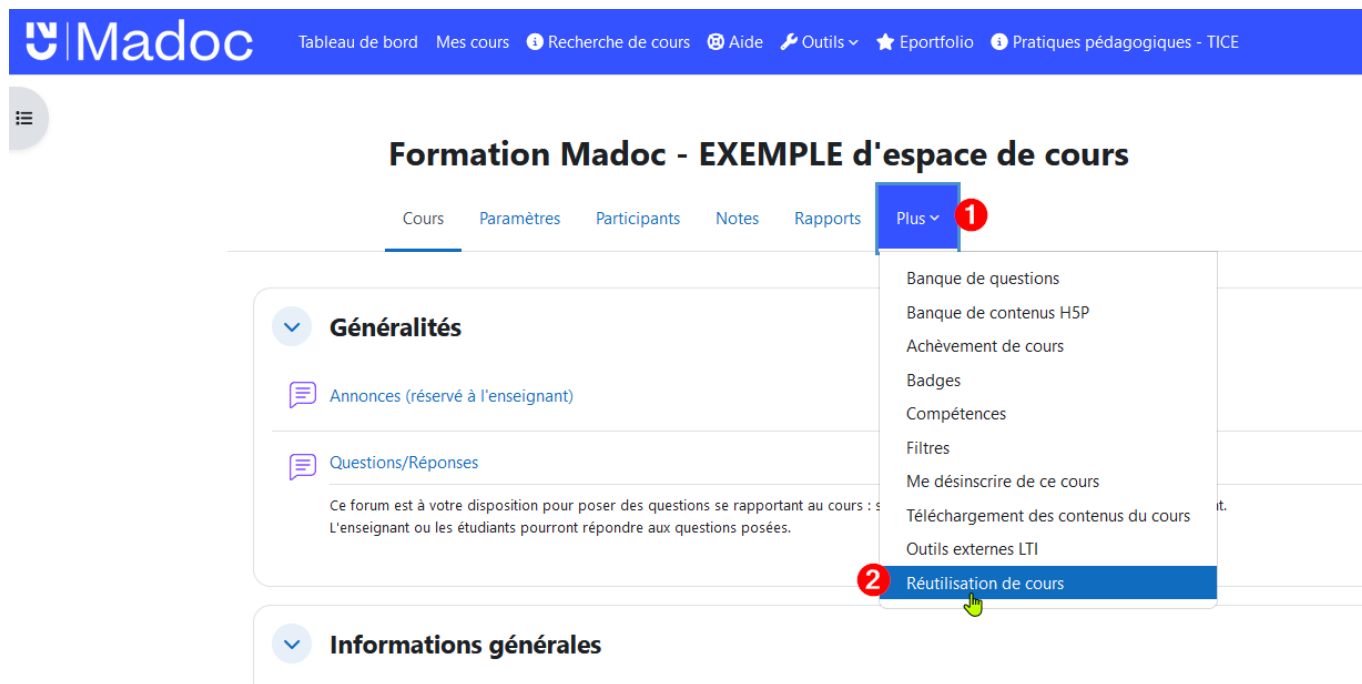 Madoc Tableau de bord Mes cours Recherche de cours Aide Outils Eportfolio Pratiques pédagogiques - TICE
Formation Madoc - EXEMPLE d'espace de cours
Cours Paramètres Participants Notes Rapports Plus 1
Banque de questions
Banque de contenus H5P
Achèvement de cours
Badges
Compétences
Filtres
Me désinscrire de ce cours
Téléchargement des contenus du cours
Outils externes LTI
2 Réutilisation de cours
Généralités
Annonces (réservé à l'enseignant)
Questions/Réponses
Ce forum est à votre disposition pour poser des questions se rapportant au cours : s
L'enseignant ou les étudiants pourront répondre aux questions posées.
Informations générales